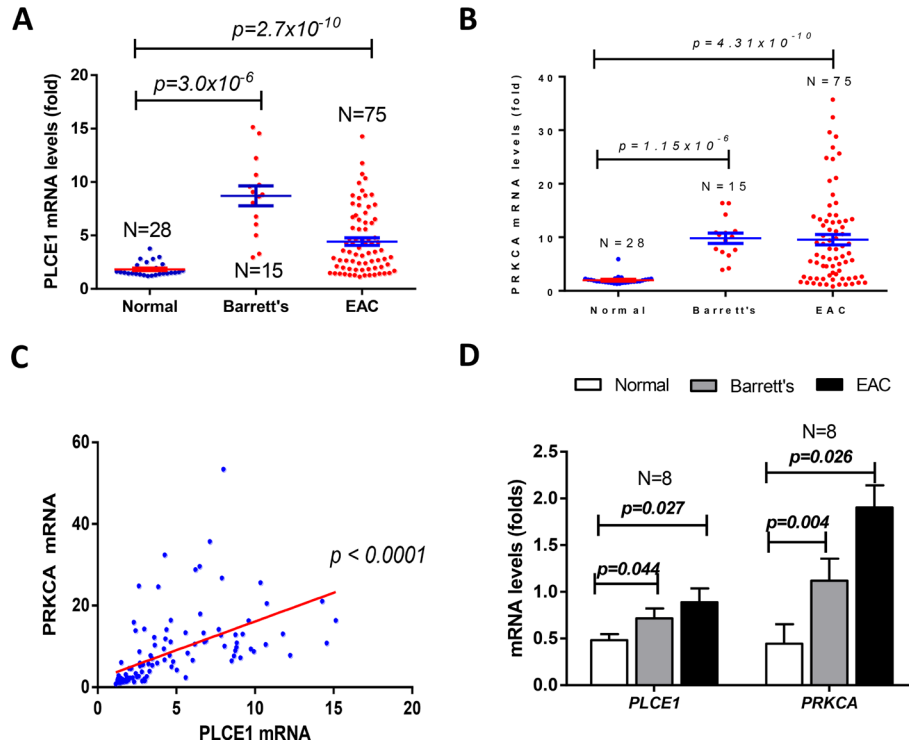 A
p=2.7x10-10
p=3.0x10-6
PLCE1 mRNA levels (fold)
20
15
10
5
0
N=28
N=15
N=75
Normal
Barrett's
EAC
B
p=4.31x10-10
p=1.15x10-6
PRKCA mRNA levels (fold)
40
30
20
10
0
N=28
N=15
N=75
Normal
Barrett's
EAC
C
PRKCA mRNA
60
40
20
0
p < 0.0001
0
5
10
15
20
PLCE1 mRNA
D
Normal
Barrett's
EAC
mRNA levels (folds)
2.5
2.0
1.5
1.0
0.5
0.0
N=8
p=0.027
p=0.044
N=8
p=0.026
p=0.004
PLCE1
PRKCA